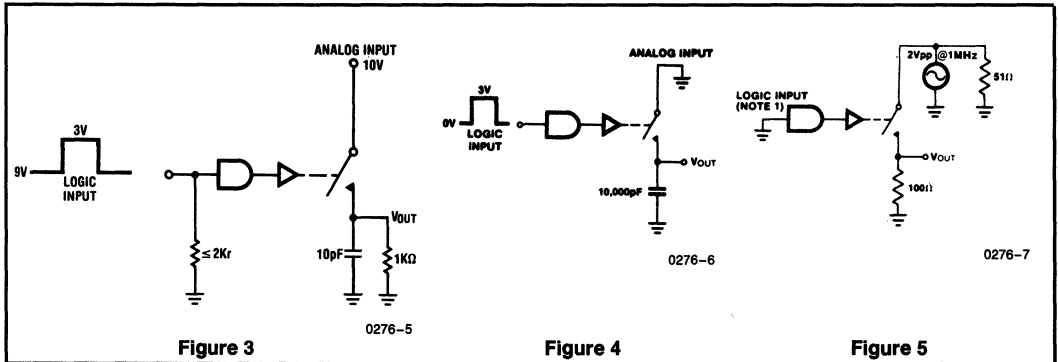 ANALOG INPUT
10V
3V
9V
LOGIC
INPUT
≤ 2Kr
VOUT
10pF
1KΩ
0276-5
Figure 3
ANALOG INPUT
3V
0V
LOGIC
INPUT
VOUT
10,000pF
0276-6
Figure 4
2Vpp @1MHz
51Ω
LOGIC INPUT
(NOTE 1)
VOUT
100Ω
0276-7
Figure 5